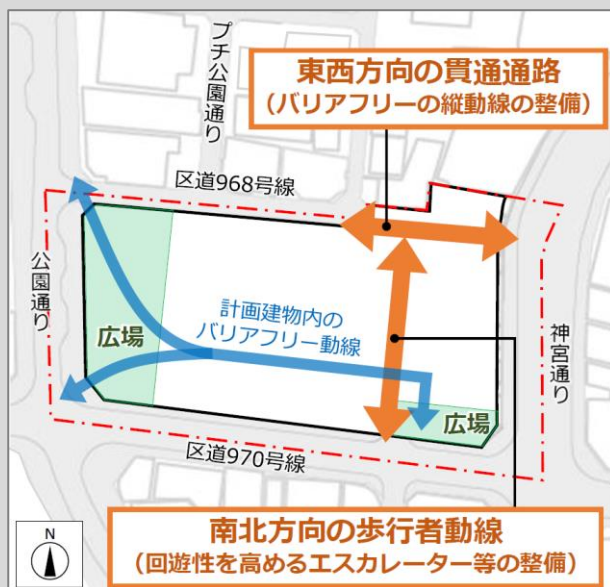 プチ公園通り
東西方向の貫通通路
（バリアフリーの縦動線の整備）
区道968号線
公園通り
広場
計画建物内の
バリアフリー動線
神宮通り
広場
区道970号線
N
南北方向の歩行者動線
（回遊性を高めるエスカレーター等の整備）